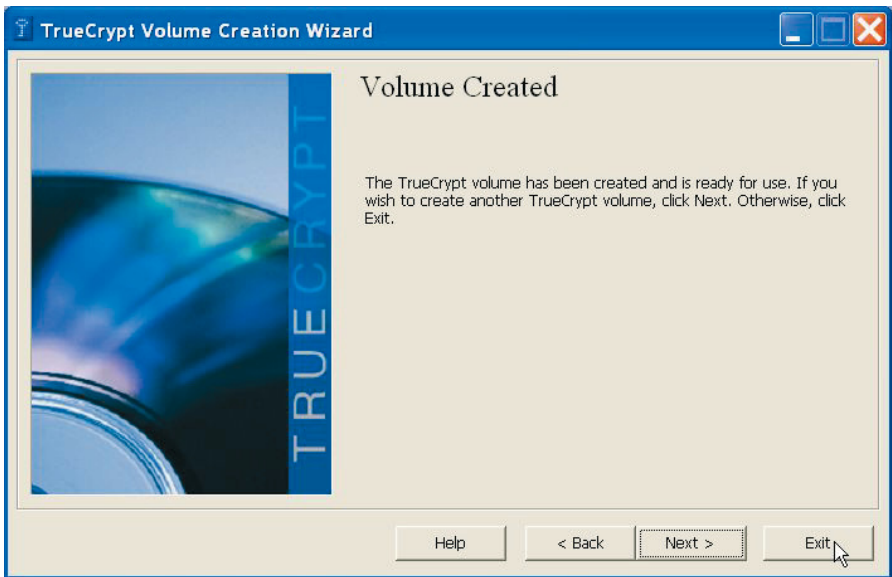 TrueCrypt Volume Creation Wizard
TRUECRYPT
Volume Created
The TrueCrypt volume has been created and is ready for use. If you
wish to create another TrueCrypt volume, click Next. Otherwise, click
Exit.
Help
< Back
Next >
Exit